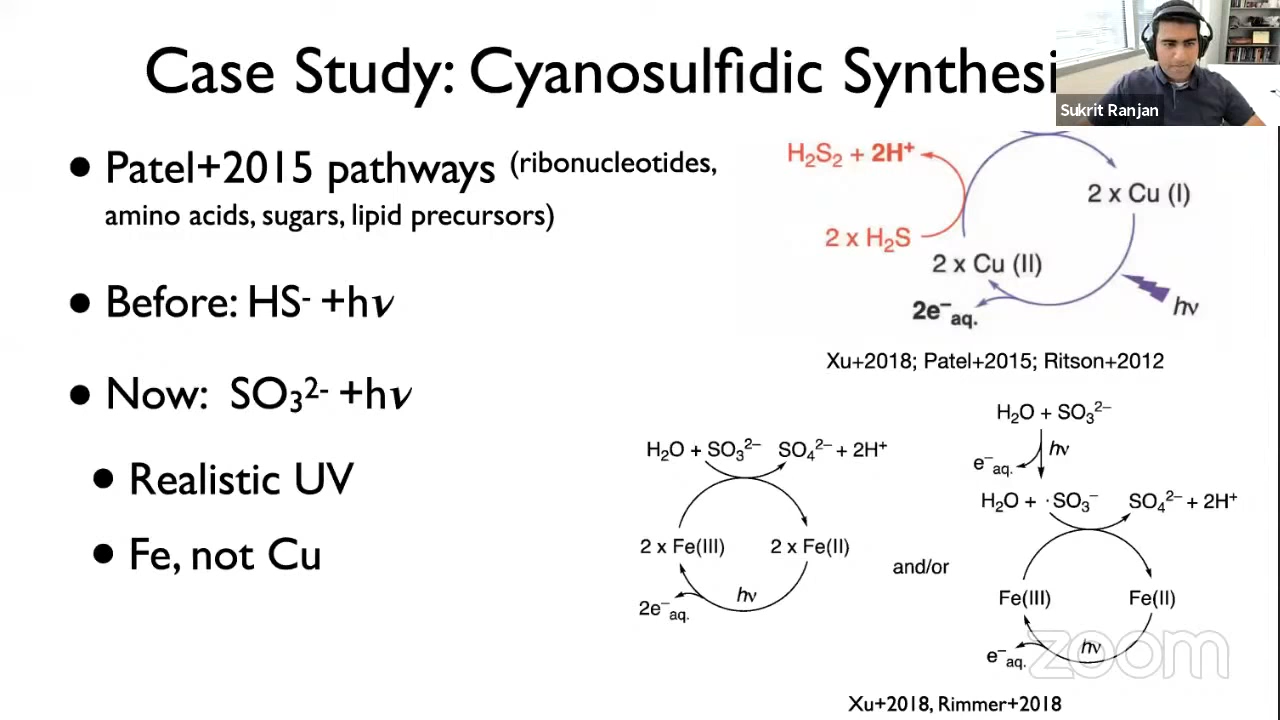 Case Study: Cyanosulfidic Synthesi
Sukrit Ranjan
• Patel+2015 pathways (ribonucleotides,
amino acids, sugars, lipid precursors)
• Before: HS⁻ +hν
• Now: SO₃²⁻ +hν
• Realistic UV
• Fe, not Cu
H₂S₂ + 2H⁺
2 x Cu (I)
2 x H₂S
2 x Cu (II)
2e⁻aq.
hν
Xu+2018; Patel+2015; Ritson+2012
H₂O + SO₃²⁻ SO₄²⁻ + 2H⁺
2 x Fe(III) 2 x Fe(II)
hν
2e⁻aq.
and/or
H₂O + SO₃²⁻
hν
e⁻aq.
H₂O + ·SO₃⁻ SO₄²⁻ + 2H⁺
Fe(III) Fe(II)
hν
e⁻aq.
zoom
Xu+2018, Rimmer+2018